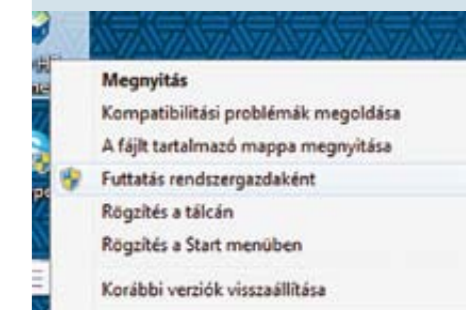 Megnyitás
Kompatibilitási problémák megoldása
A fájlt tartalmazó mappa megnyitása
Futtatás rendszergazdaként
Rögzítés a tálcán
Rögzítés a Start menüben
Korábbi verziók visszaállítása